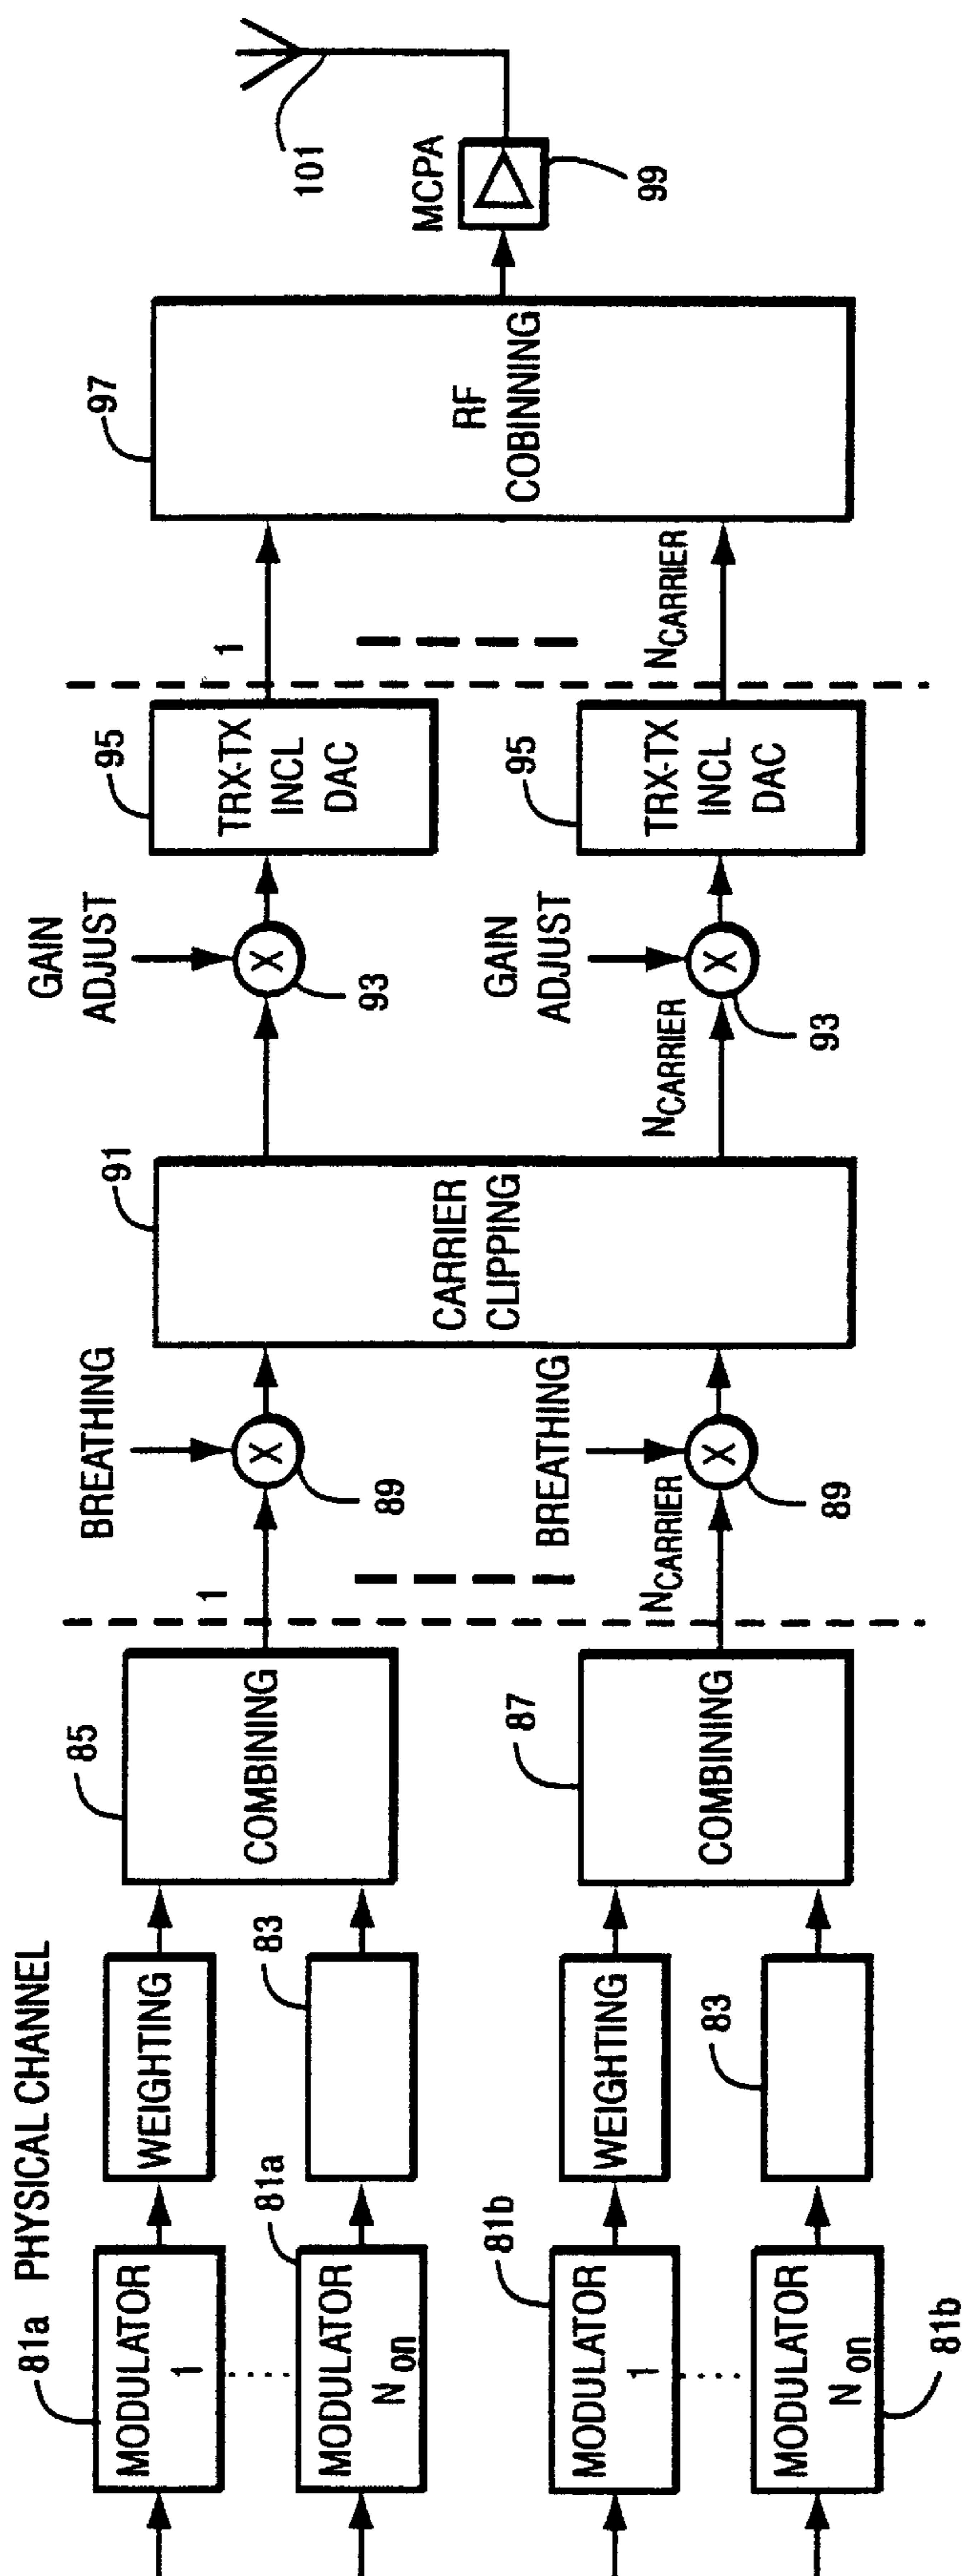 PHYSICAL CHANNEL
81a
MODULATOR
1
WEIGHTING
81a
MODULATOR
Non
83
85
COMBINING
81b
MODULATOR
1
WEIGHTING
81b
MODULATOR
Non
83
87
COMBINING
1
NCARRIER
BREATHING
X
89
BREATHING
X
89
91
CARRIER
CLIPPING
NCARRIER
GAIN
ADJUST
X
93
GAIN
ADJUST
X
93
95
TRX-TX
INCL
DAC
95
TRX-TX
INCL
DAC
1
NCARRIER
97
RF
COBINNING
MCPA
99
101